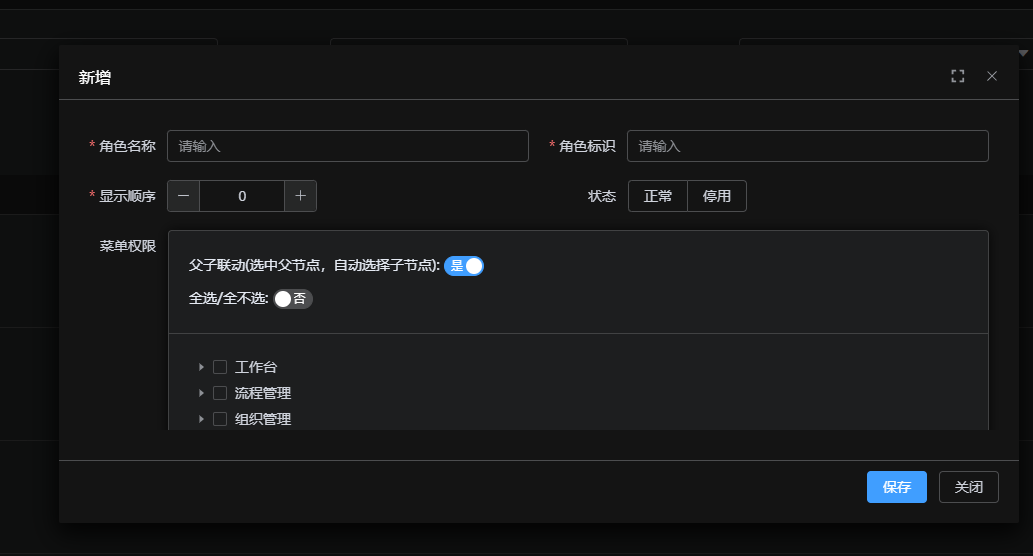 新增
* 角色名称 请输入 * 角色标识 请输入
* 显示顺序 0 状态 正常 停用
菜单权限
父子联动(选中父节点，自动选择子节点): 是
全选/全不选: 否
工作台
流程管理
组织管理
保存 关闭